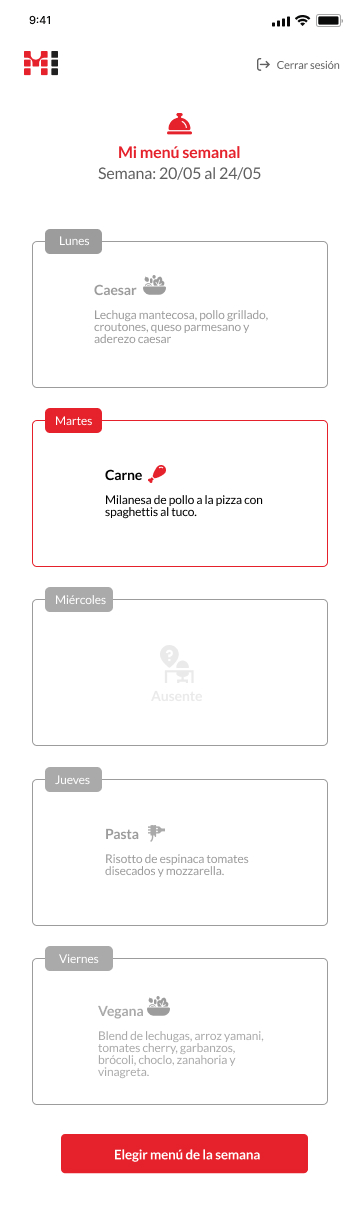 9:41
MI
Cerrar sesión
Mi menú semanal
Semana: 20/05 al 24/05
Lunes
Caesar
Lechuga mantecosa, pollo grillado,
croutones, queso parmesano y
aderezo caesar
Martes
Carne
Milanesa de pollo a la pizza con
spaghettis al tuco.
Miércoles
?
Ausente
Jueves
Pasta
Risotto de espinaca tomates
disecados y mozzarella.
Viernes
Vegana
Blend de lechugas, arroz yamaní,
tomates cherry, garbanzos,
brócoli, choclo, zanahoria y
vinagreta.
Elegir menú de la semana